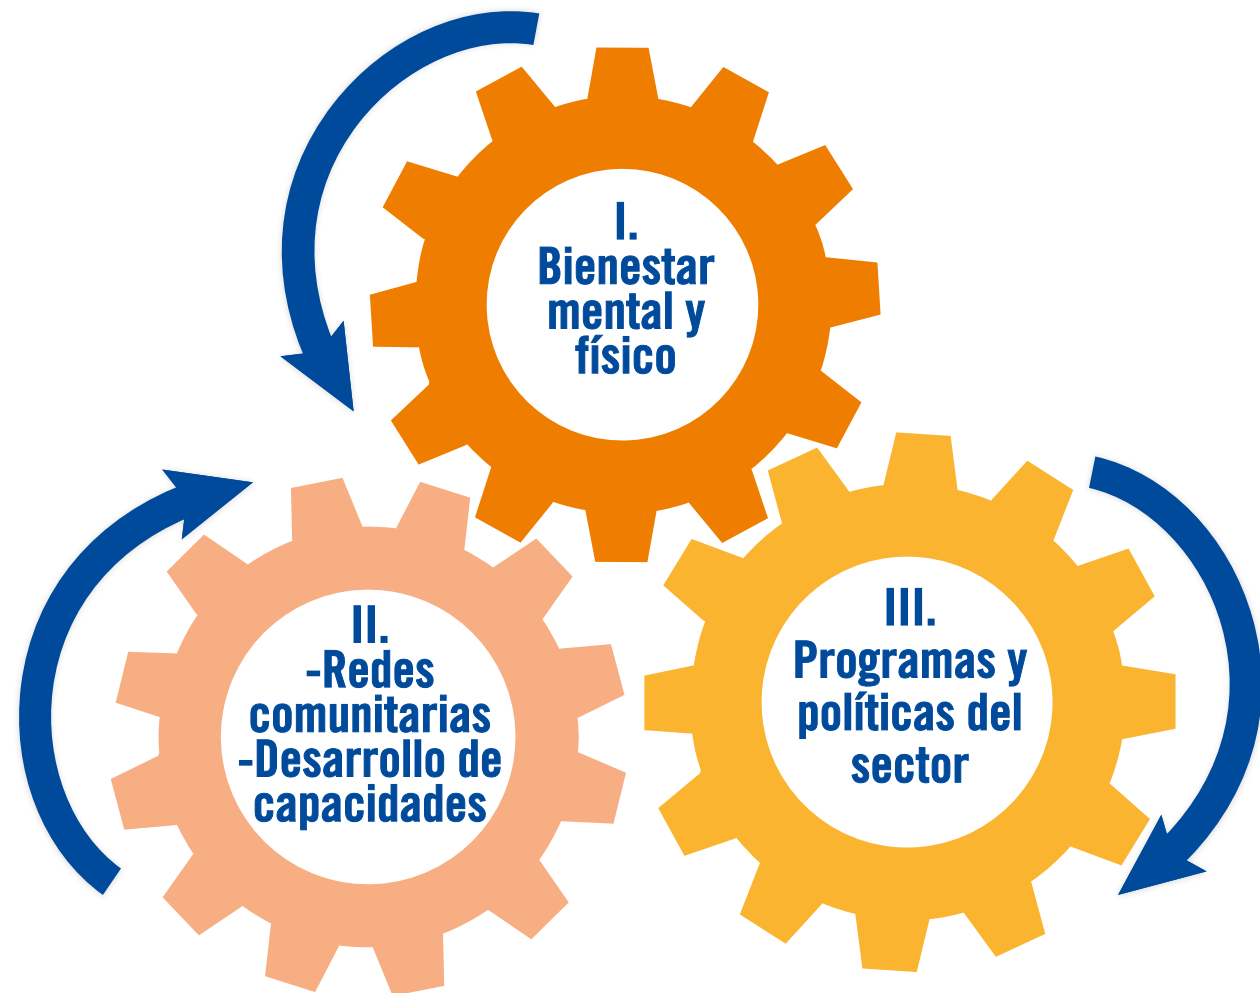 I.
Bienestar
mental y
físico
II.
-Redes
comunitarias
-Desarrollo de
capacidades
III.
Programas y
políticas del
sector